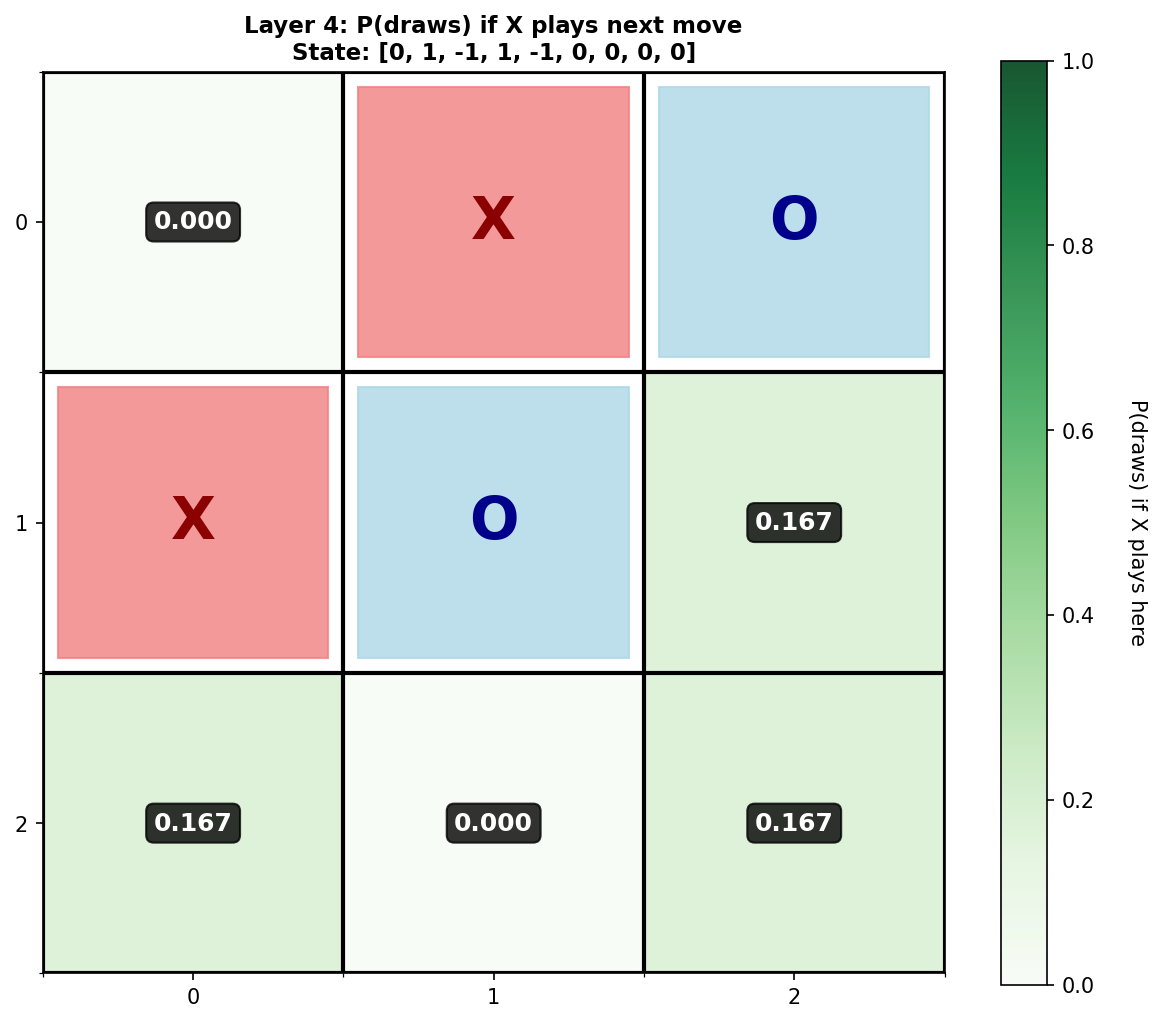 Layer 4: P(draws) if X plays next move
State: [0, 1, -1, 1, -1, 0, 0, 0, 0]
0
0.000
X
O
1
X
O
0.167
2
0.167
0.000
0.167
0
1
2
1.0
0.8
0.6
0.4
0.2
0.0
P(draws) if X plays here